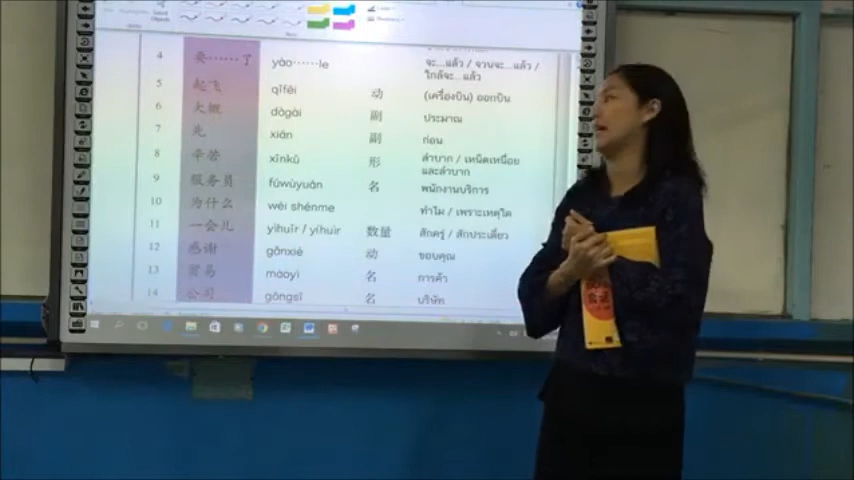 4 要……了 yào……le จะ...แล้ว / จวนจะ...แล้ว /
ใกล้จะ...แล้ว
5 起飞 qǐfēi 动 (เครื่องบิน) ออกบิน
6 大概 dàgài 副 ประมาณ
7 先 xiān 副 ก่อน
8 辛苦 xīnkǔ 形 ลำบาก / เหน็ดเหนื่อย
และลำบาก
9 服务员 fúwùyuán 名 พนักงานบริการ
10 为什么 wèi shénme ทำไม / เพราะเหตุใด
11 一会儿 yíhuìr / yìhuìr 数量 สักครู่ / สักประเดี๋ยว
12 感谢 gǎnxiè 动 ขอบคุณ
13 贸易 màoyì 名 การค้า
14 公司 gōngsī 名 บริษัท